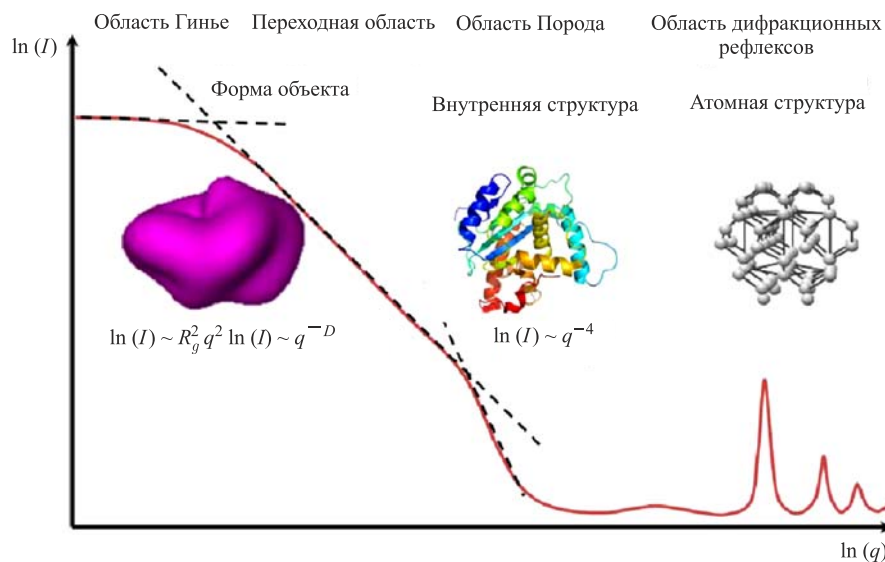 Область Гинье Переходная область Область Порода Область дифракционных
рефлексов
ln (I)
Форма объекта
Внутренняя структура Атомная структура
ln (I) ~ R_g^2 q^2 ln (I) ~ q^{−D}
ln (I) ~ q^{−4}
ln (q)